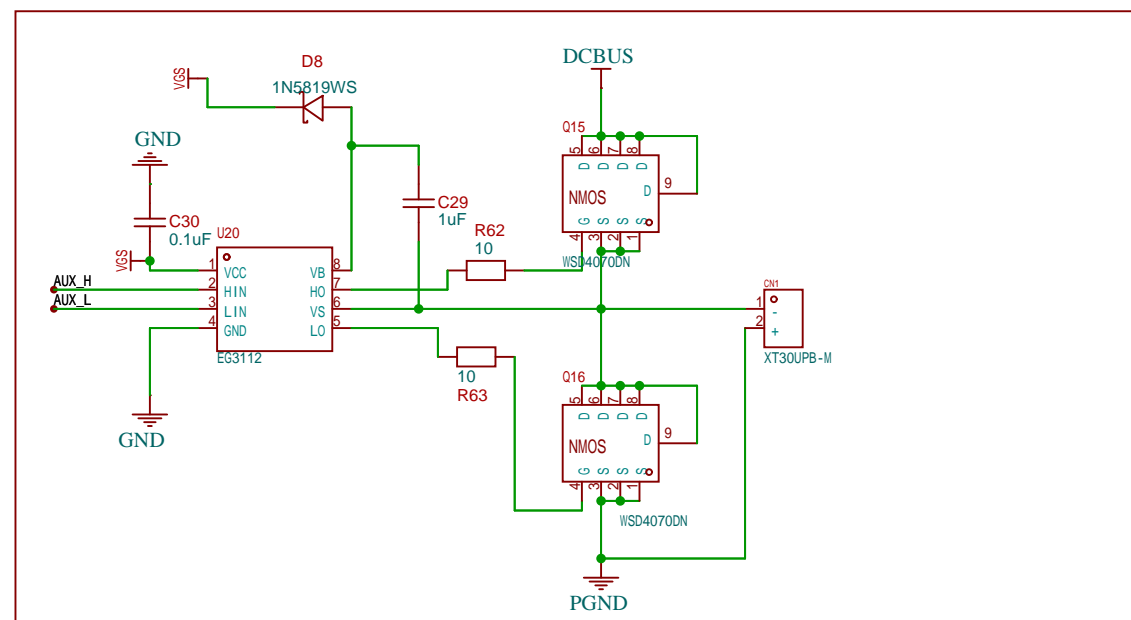 DCBUS
D8
1N5819WS
VGS
GND
Q15
5 6 7 8
D D D D
D 9
NMOS
G S S S
4 3 2 1
WSD4070DN
C29
1uF
C30
0.1uF
VGS
U20
R62
10
AUX_H
AUX_L
1 VCC VB 8
2 HIN HO 7
3 LIN VS 6
4 GND LO 5
EG3112
CN1
1 -
2 +
XT30UPB-M
10
R63
Q16
5 6 7 8
D D D D
D 9
NMOS
G S S S
4 3 2 1
WSD4070DN
GND
PGND